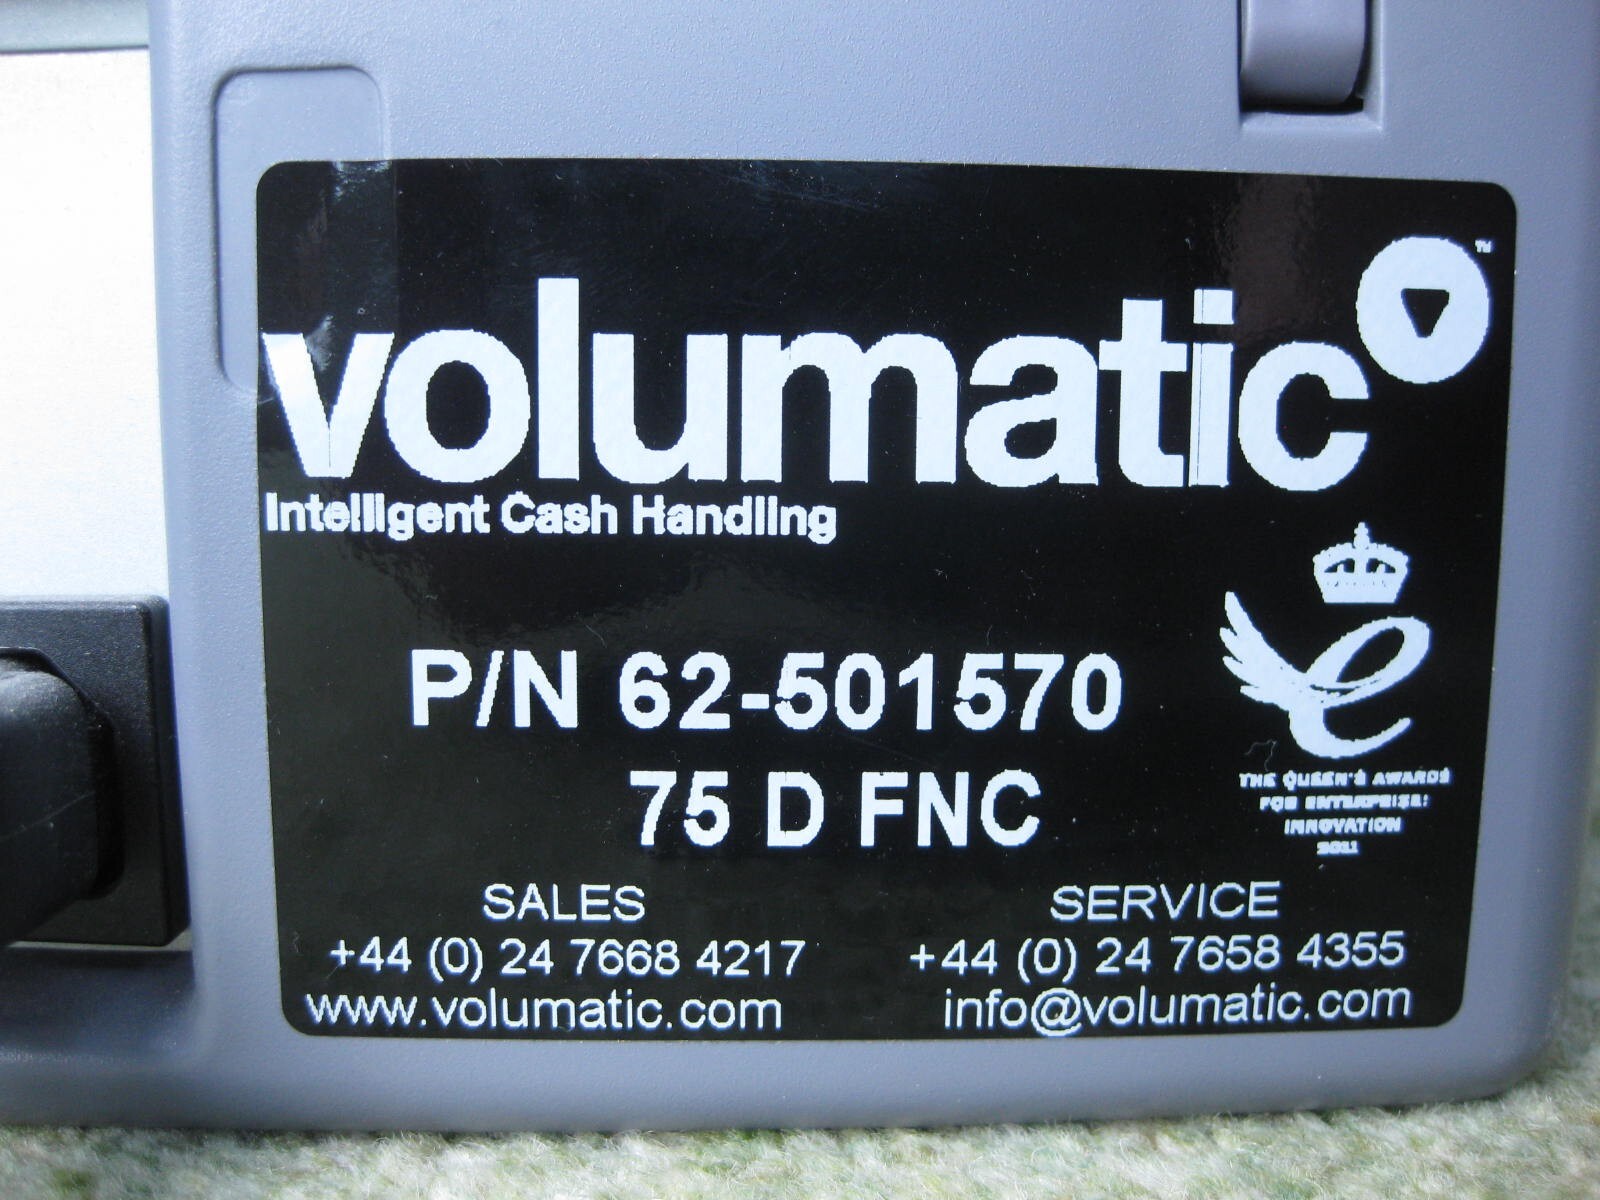 volumatic™
Intelligent Cash Handling
P/N 62-501570
75 D FNC
THE QUEEN'S AWARDS
FOR ENTERPRISE:
INNOVATION
2011
SALES
+44 (0) 24 7668 4217
www.volumatic.com
SERVICE
+44 (0) 24 7658 4355
info@volumatic.com